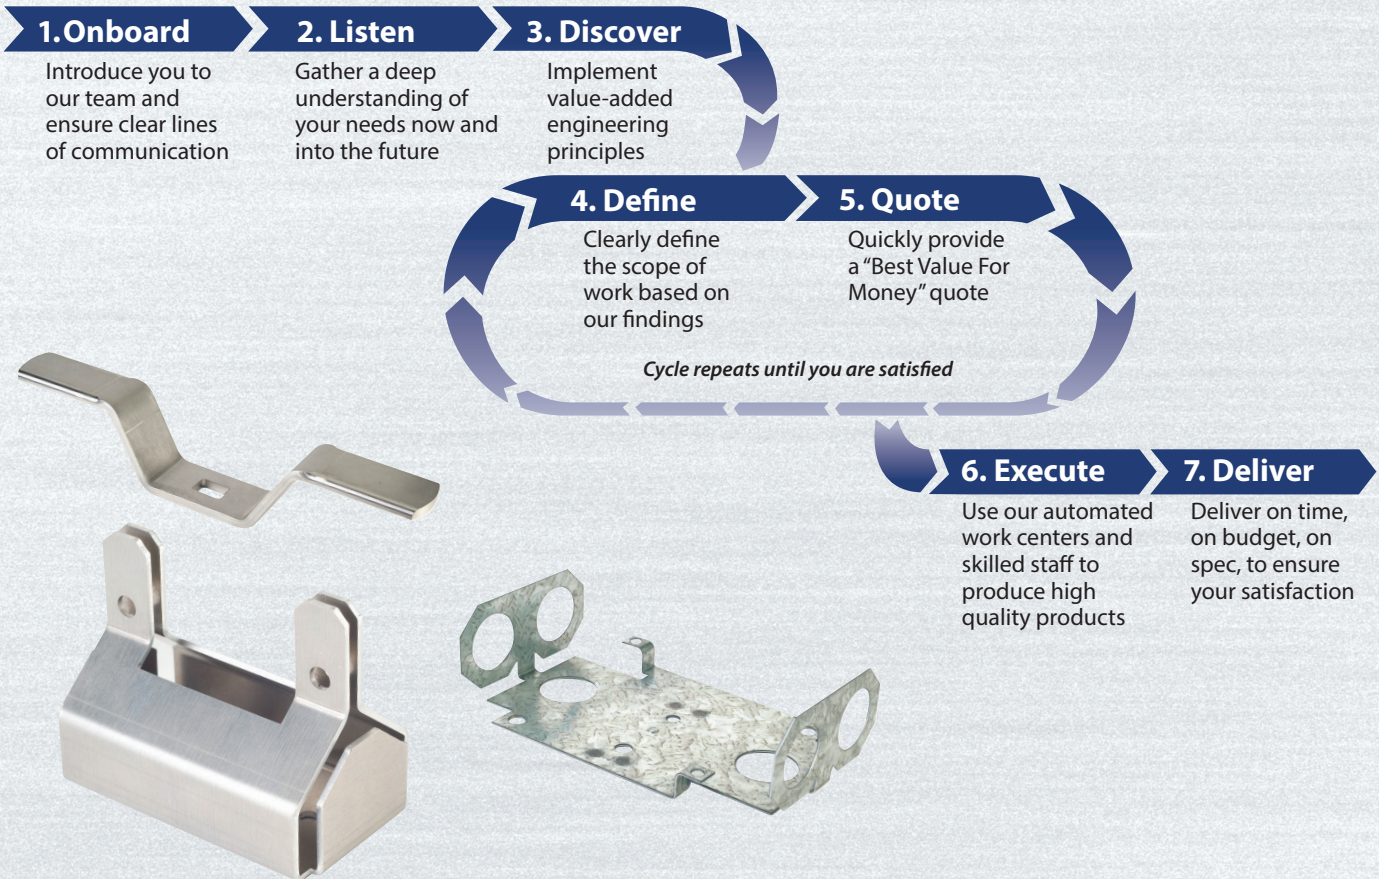 1.Onboard
Introduce you to
our team and
ensure clear lines
of communication
2. Listen
Gather a deep
understanding of
your needs now and
into the future
3. Discover
Implement
value-added
engineering
principles
4. Define
Clearly define
the scope of
work based on
our findings
5. Quote
Quickly provide
a “Best Value For
Money” quote
Cycle repeats until you are satisfied
6. Execute
Use our automated
work centers and
skilled staff to
produce high
quality products
7. Deliver
Deliver on time,
on budget, on
spec, to ensure
your satisfaction